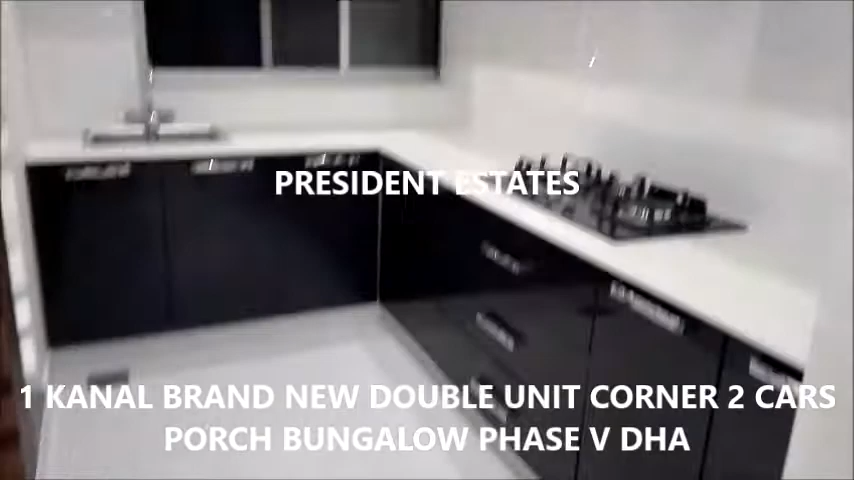 PRESIDENT ESTATES
1 KANAL BRAND NEW DOUBLE UNIT CORNER 2 CARS
PORCH BUNGALOW PHASE V DHA